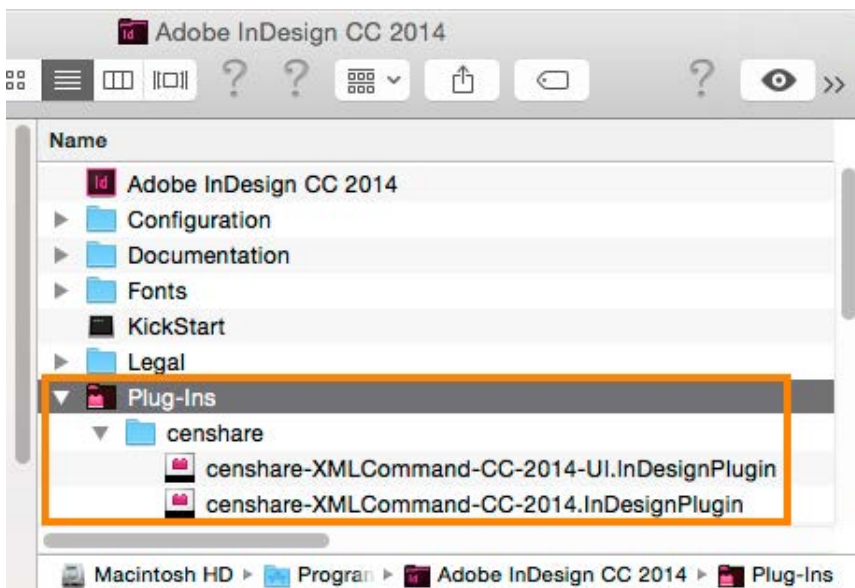 Adobe InDesign CC 2014
? ? ?
Name
Id Adobe InDesign CC 2014
Configuration
Documentation
Fonts
KickStart
Legal
Plug-Ins
censhare
censhare-XMLCommand-CC-2014-UI.InDesignPlugin
censhare-XMLCommand-CC-2014.InDesignPlugin
Macintosh HD Adobe InDesign CC 2014 Plug-Ins